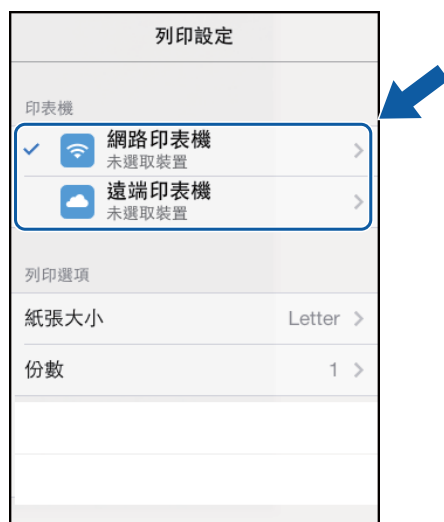 列印設定
印表機
網路印表機
未選取裝置
遠端印表機
未選取裝置
列印選項
紙張大小 Letter
份數 1